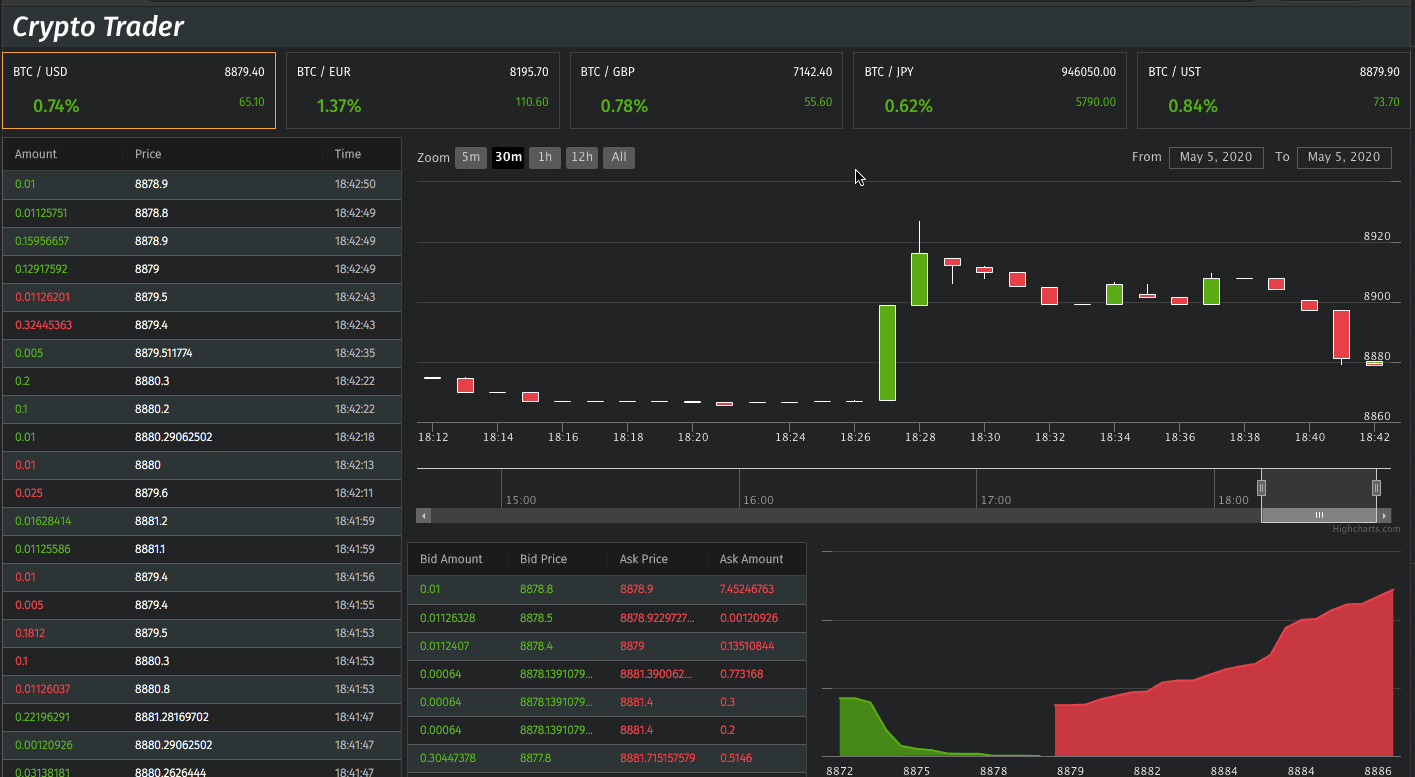 Crypto Trader
BTC / USD 8879.40
0.74% 65.10
BTC / EUR 8195.70
1.37% 110.60
BTC / GBP 7142.40
0.78% 55.60
BTC / JPY 946050.00
0.62% 5790.00
BTC / UST 8879.90
0.84% 73.70
Amount Price Time
0.01 8878.9 18:42:50
0.01125751 8878.8 18:42:49
0.15956657 8878.9 18:42:49
0.12917592 8879 18:42:49
0.01126201 8879.5 18:42:43
0.32445363 8879.4 18:42:43
0.005 8879.511774 18:42:35
0.2 8880.3 18:42:22
0.1 8880.2 18:42:22
0.01 8880.29062502 18:42:18
0.01 8880 18:42:13
0.025 8879.6 18:42:11
0.01628414 8881.2 18:41:59
0.01125586 8881.1 18:41:59
0.01 8879.4 18:41:56
0.005 8879.4 18:41:55
0.1812 8879.5 18:41:53
0.1 8880.3 18:41:53
0.01126037 8880.8 18:41:53
0.22196291 8881.28169702 18:41:47
0.00120926 8880.29062502 18:41:47
0.03138181 8880.2626444 18:41:47
Zoom 5m 30m 1h 12h All
From May 5, 2020 To May 5, 2020
8920
8900
8880
8860
18:12 18:14 18:16 18:18 18:20 18:24 18:26 18:28 18:30 18:32 18:34 18:36 18:38 18:40 18:42
15:00 16:00 17:00 18:00
Highcharts.com
Bid Amount Bid Price Ask Price Ask Amount
0.01 8878.8 8878.9 7.45246763
0.01126328 8878.5 8878.9229727... 0.00120926
0.0112407 8878.4 8879 0.13510844
0.00064 8878.1391079... 8881.390062... 0.773168
0.00064 8878.1391079... 8881.4 0.3
0.00064 8878.1391079... 8881.4 0.2
0.30447378 8877.8 8881.715157579 0.5146
8872 8875 8878 8879 8882 8884 8884 8886